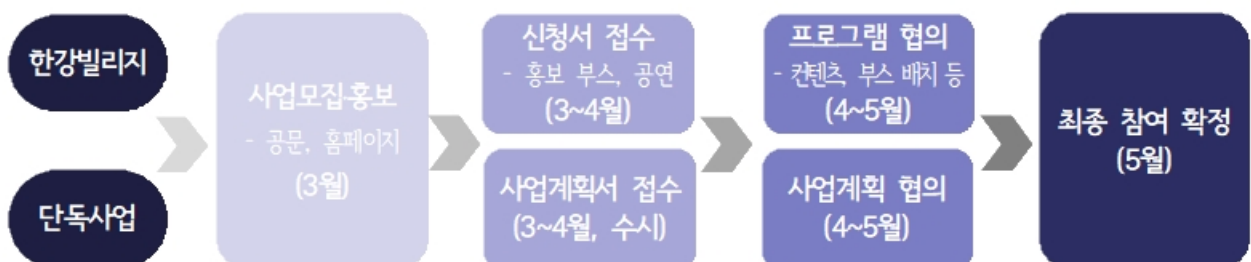 한강빌리지
단독사업
사업모집·홍보
- 공문, 홈페이지
(3월)
신청서 접수
- 홍보 부스, 공연
(3~4월)
사업계획서 접수
(3~4월, 수시)
프로그램 협의
- 컨텐츠, 부스 배치 등
(4~5월)
사업계획 협의
(4~5월)
최종 참여 확정
(5월)